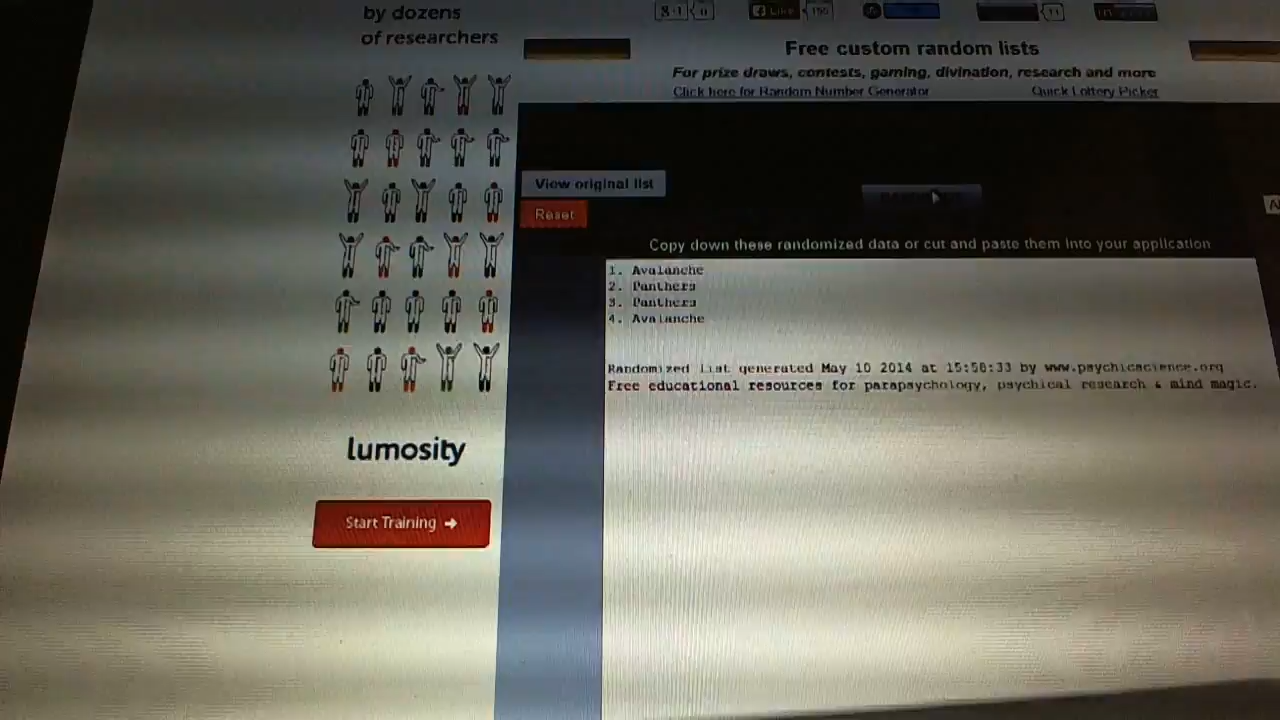 by dozens
of researchers
Like
Free custom random lists
For prize draws, contests, gaming, divination, research and more
Click here for Random Number Generator
Quick Lottery Picker
View original list
Reset
Copy down these randomized data or cut and paste them into your application
1. Avalanche
2. Panthers
3. Panthers
4. Avalanche
Randomized List generated May 10 2014 at 15:58:33 by www.psychicscience.org
Free educational resources for parapsychology, psychical research & mind magic.
lumosity
Start Training